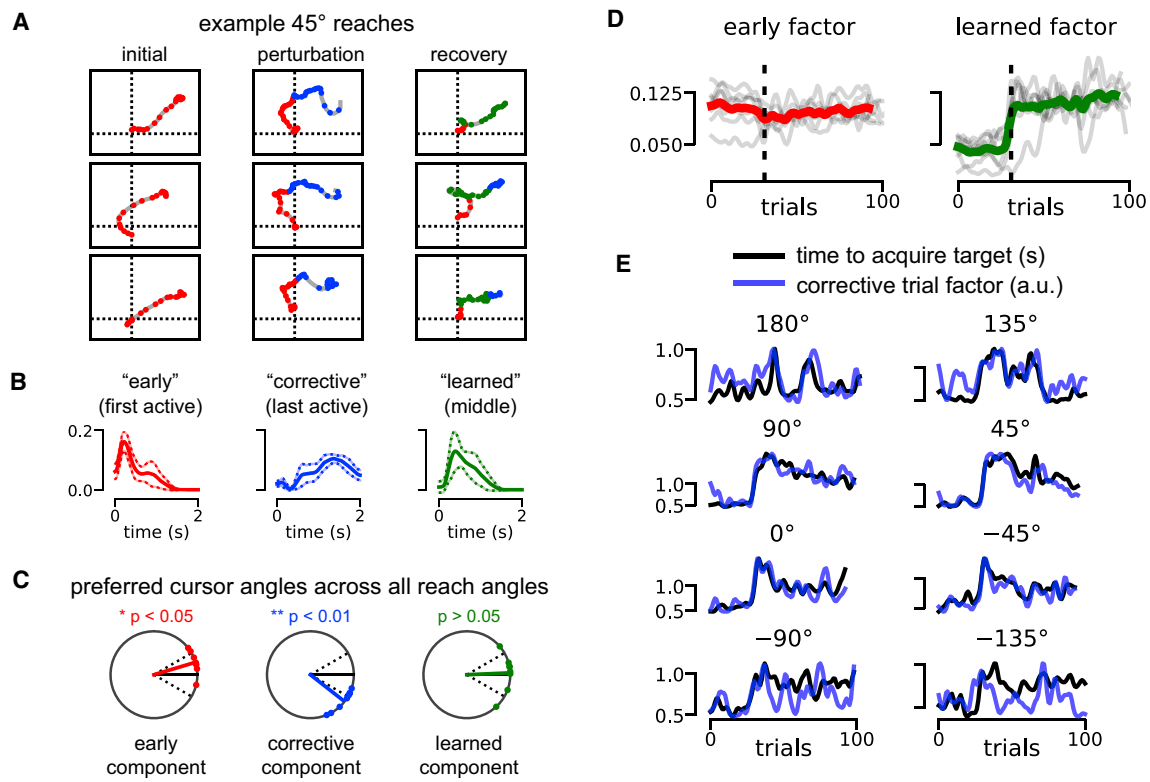 A
example 45° reaches
initial
perturbation
recovery
B
"early"
(first active)
"corrective"
(last active)
"learned"
(middle)
0.2
0.0
0
2
time (s)
0
2
time (s)
0
2
time (s)
C
preferred cursor angles across all reach angles
* p < 0.05
** p < 0.01
p > 0.05
early
component
corrective
component
learned
component
D
early factor
learned factor
0.125
0.050
0
trials
100
0
trials
100
E
time to acquire target (s)
corrective trial factor (a.u.)
180°
135°
1.0
0.5
90°
45°
1.0
0.5
0°
−45°
1.0
0.5
−90°
−135°
1.0
0.5
0
trials
100
0
trials
100